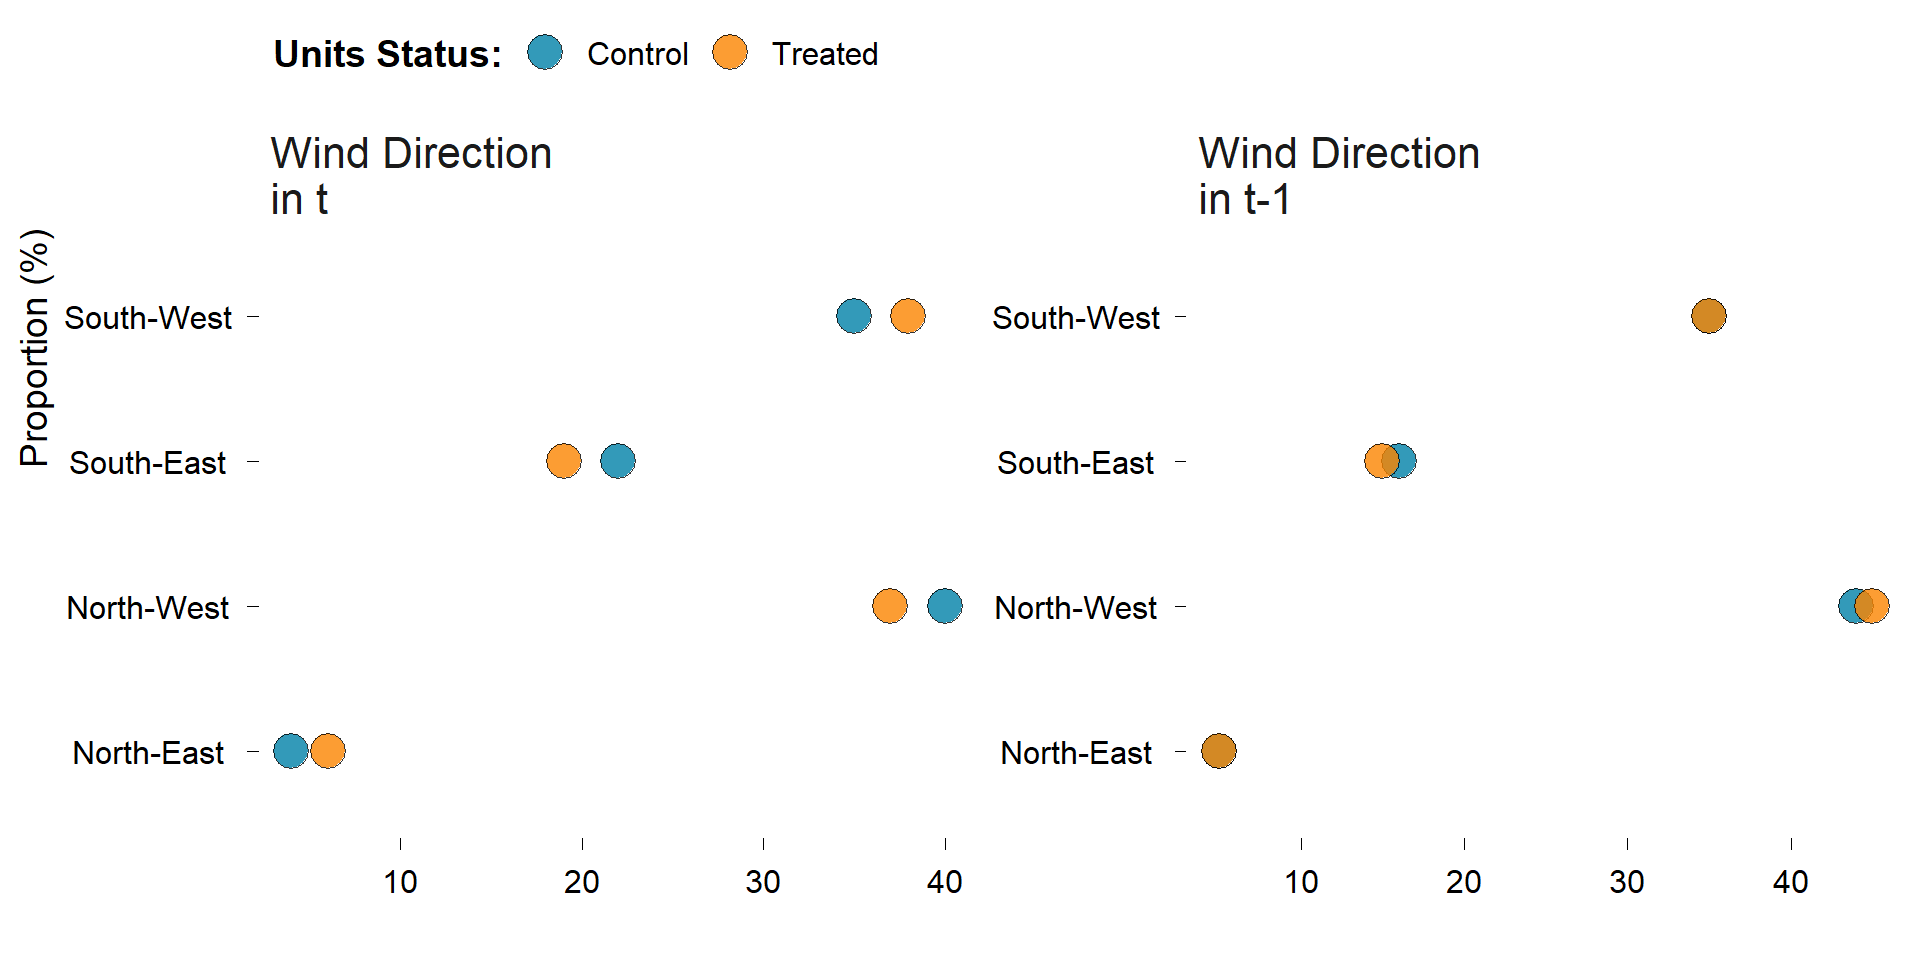 Units Status: Control Treated
Wind Direction
in t
Wind Direction
in t-1
Proportion (%)
South-West
South-East
North-West
North-East
South-West
South-East
North-West
North-East
10 20 30 40
10 20 30 40